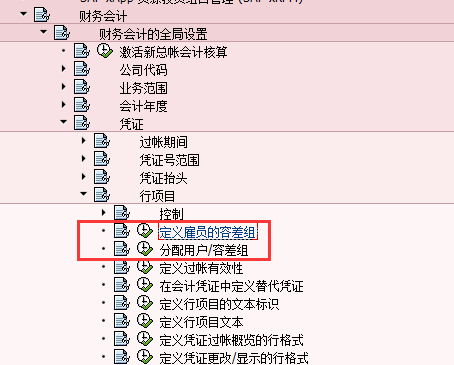 财务会计
财务会计的全局设置
激活新总帐会计核算
公司代码
业务范围
会计年度
凭证
过帐期间
凭证号范围
凭证抬头
行项目
控制
定义雇员的容差组
分配用户/容差组
定义过帐有效性
在会计凭证中定义替代凭证
定义行项目的文本标识
定义行项目文本
定义凭证过帐概览的行格式
定义凭证更改/显示的行格式